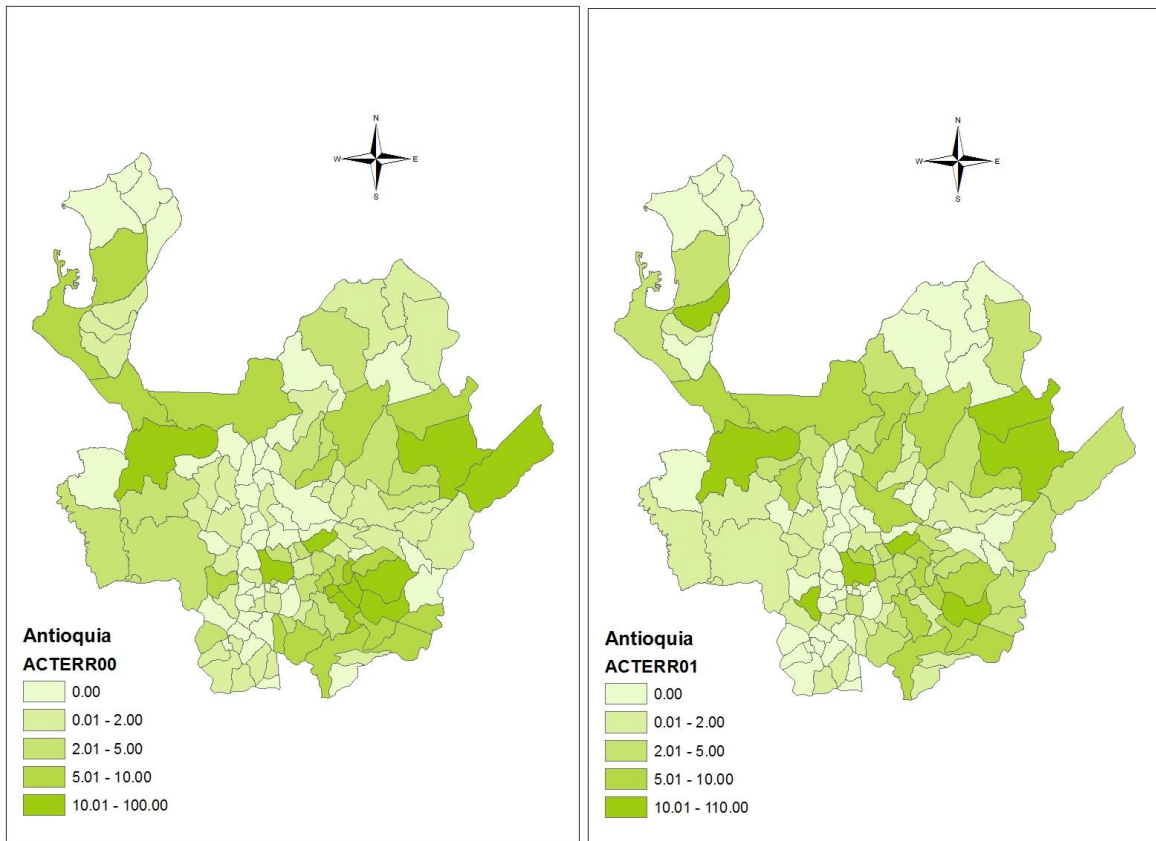 N
W E
S
Antioquia
ACTERR00
0.00
0.01 - 2.00
2.01 - 5.00
5.01 - 10.00
10.01 - 100.00
N
W E
S
Antioquia
ACTERR01
0.00
0.01 - 2.00
2.01 - 5.00
5.01 - 10.00
10.01 - 110.00